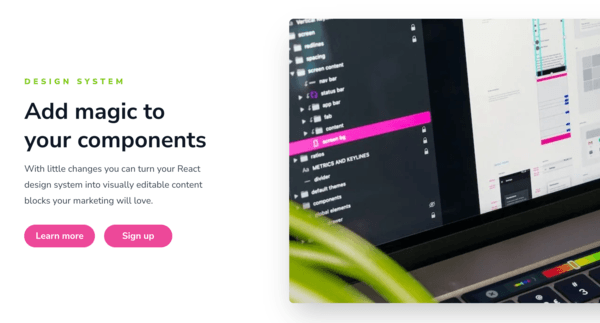 DESIGN SYSTEM
Add magic to
your components
With little changes you can turn your React
design system into visually editable content
blocks your marketing will love.
Learn more
Sign up
screen
redlines
spacing
screen content
nav bar
status bar
app bar
fab
content
screen bg
ratios
Aa METRICS AND KEYLINES
divider
default themes
components
global elements